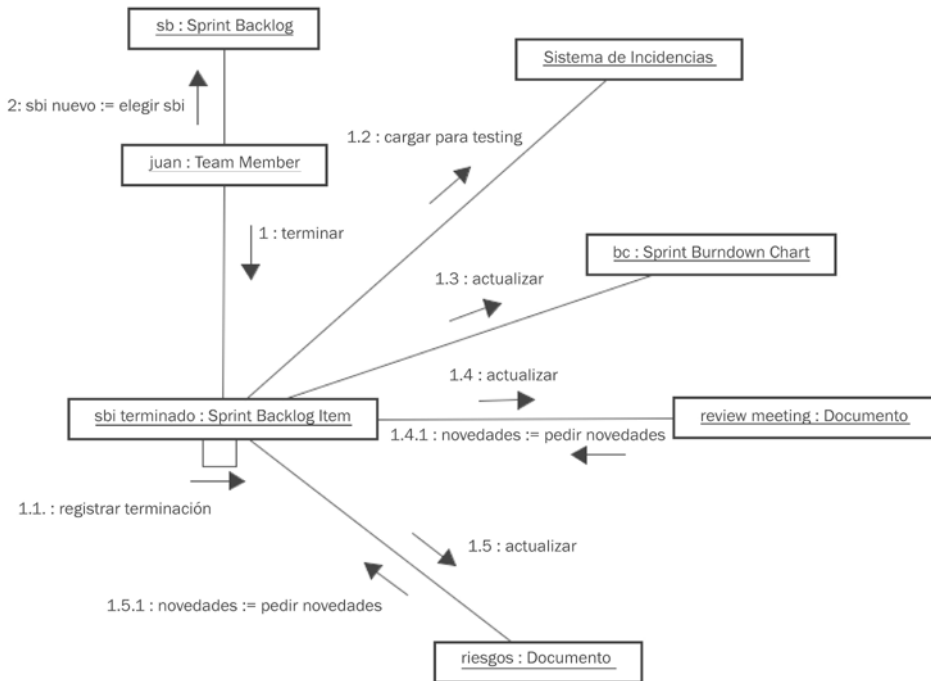 sb : Sprint Backlog
Sistema de Incidencias
2: sbi nuevo := elegir sbi
1.2 : cargar para testing
juan : Team Member
1 : terminar
bc : Sprint Burndown Chart
1.3 : actualizar
1.4 : actualizar
sbi terminado : Sprint Backlog Item
review meeting : Documento
1.4.1 : novedades := pedir novedades
1.1. : registrar terminación
1.5 : actualizar
1.5.1 : novedades := pedir novedades
riesgos : Documento